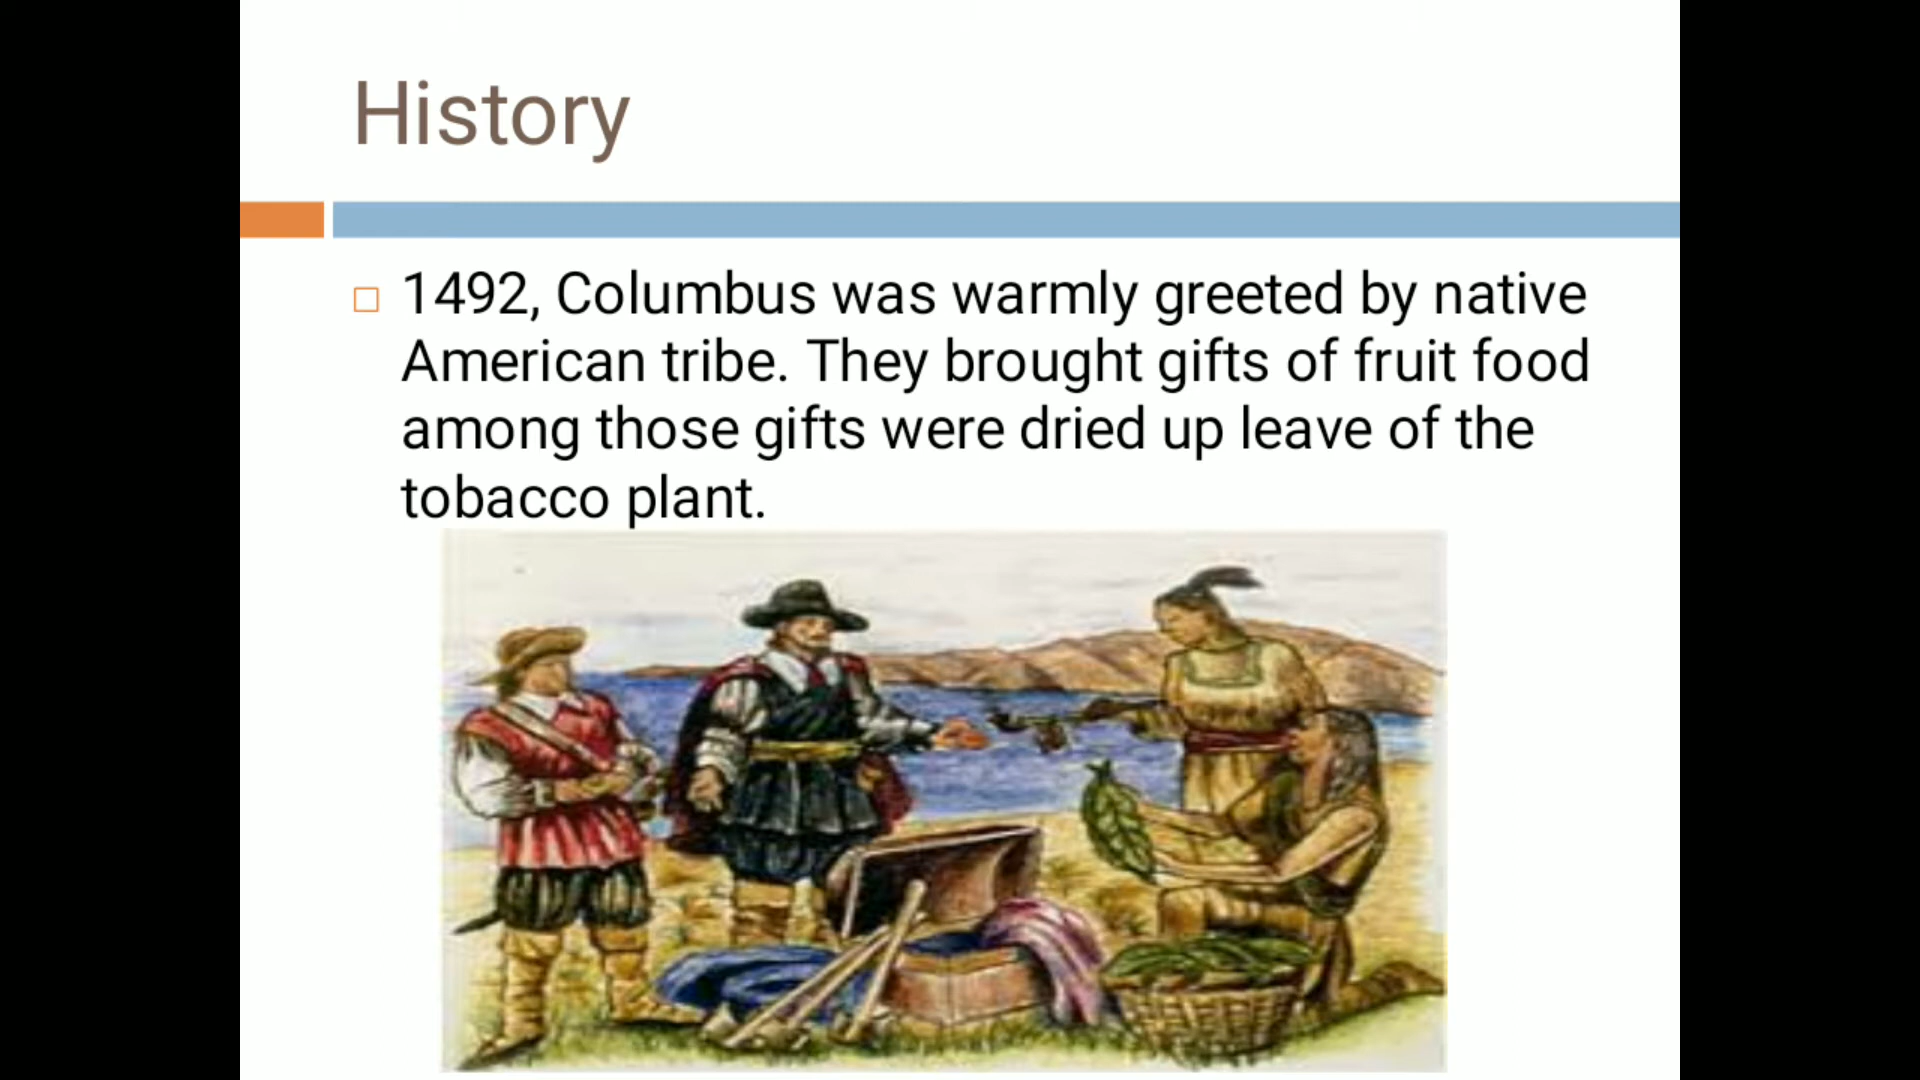 History
1492, Columbus was warmly greeted by native
American tribe. They brought gifts of fruit food
among those gifts were dried up leave of the
tobacco plant.